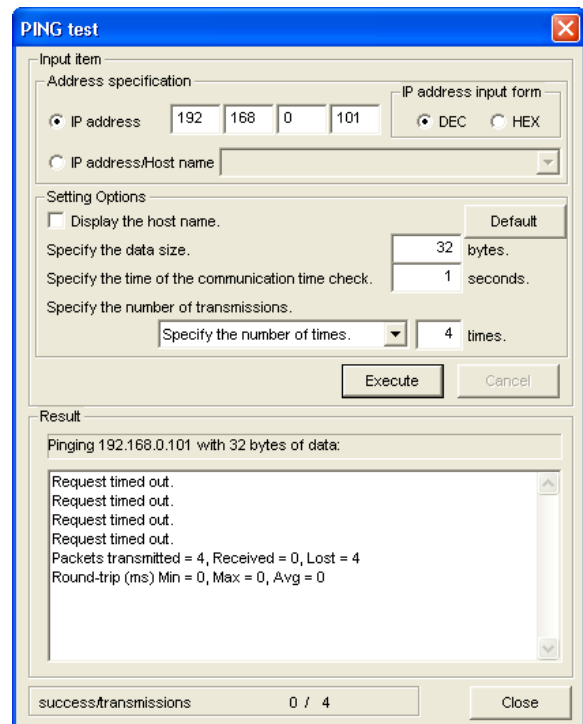 PING test
Input item
Address specification
IP address input form
IP address 192 168 0 101
DEC HEX
IP address/Host name
Setting Options
Display the host name.
Default
Specify the data size. 32 bytes.
Specify the time of the communication time check. 1 seconds.
Specify the number of transmissions.
Specify the number of times. 4 times.
Execute Cancel
Result
Pinging 192.168.0.101 with 32 bytes of data:
Request timed out.
Request timed out.
Request timed out.
Request timed out.
Packets transmitted = 4, Received = 0, Lost = 4
Round-trip (ms) Min = 0, Max = 0, Avg = 0
success/transmissions 0 / 4 Close